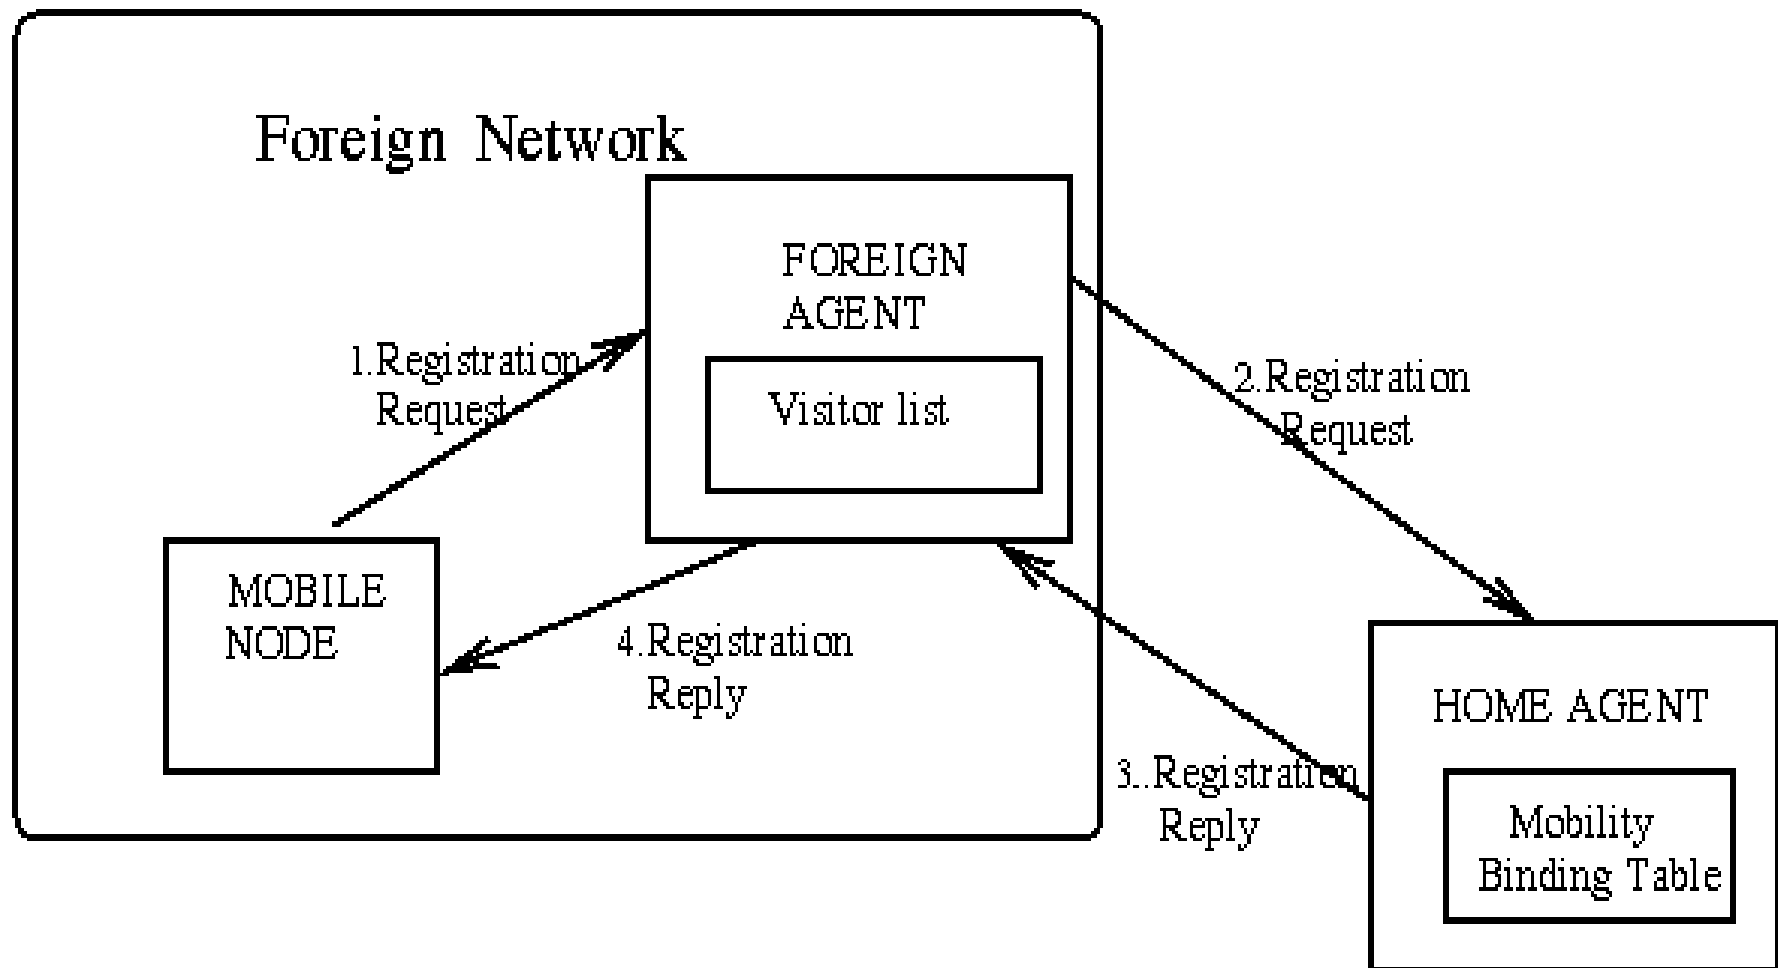 Foreign Network
FOREIGN
AGENT
Visitor list
1.Registration
Request
2.Registration
Request
MOBILE
NODE
4.Registration
Reply
HOME AGENT
3..Registration
Reply
Mobility
Binding Table